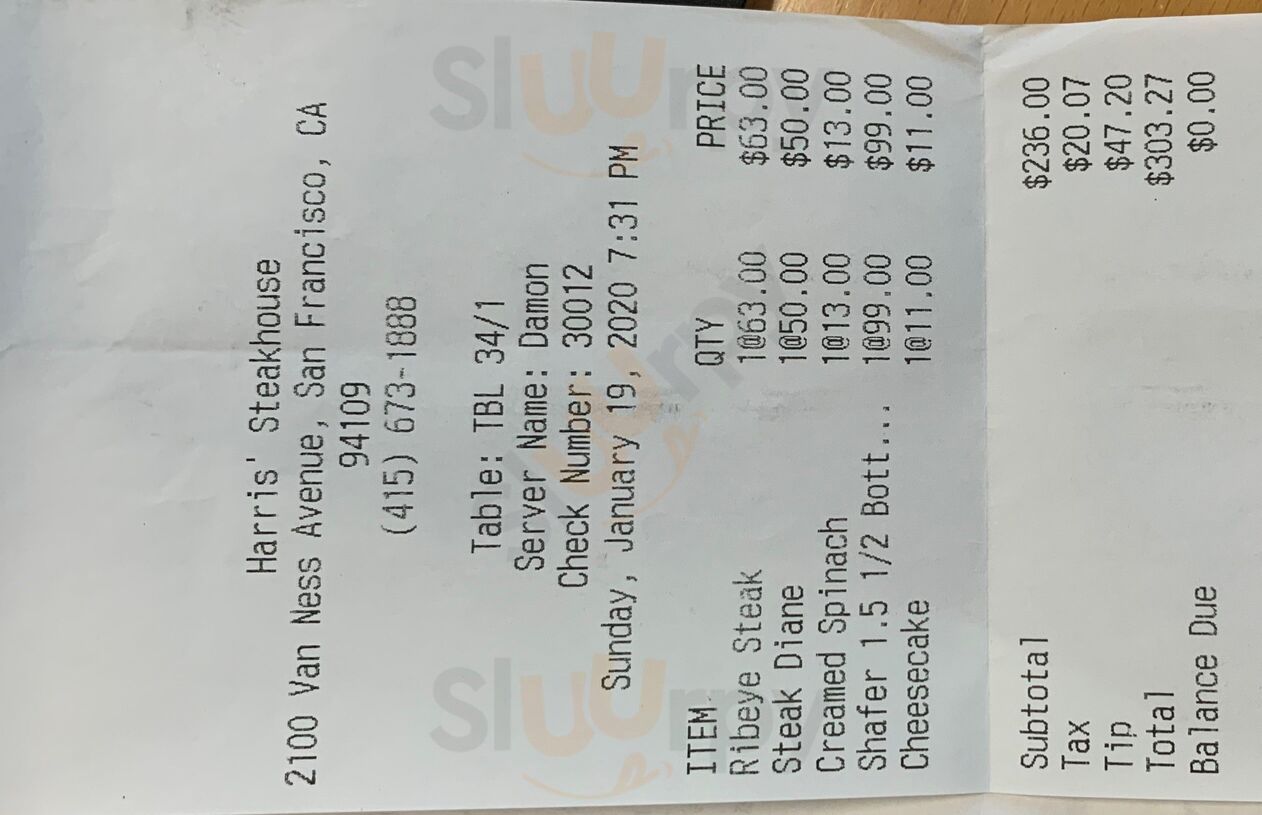 Harris' Steakhouse
2100 Van Ness Avenue, San Francisco, CA
94109
(415) 673-1888
Table: TBL 34/1
Server Name: Damon
Check Number: 30012
Sunday, January 19, 2020 7:31 PM
ITEM QTY PRICE
Ribeye Steak 1@63.00 $63.00
Steak Diane 1@50.00 $50.00
Creamed Spinach 1@13.00 $13.00
Shafer 1.5 1/2 Bott... 1@99.00 $99.00
Cheesecake 1@11.00 $11.00
Subtotal $236.00
Tax $20.07
Tip $47.20
Total $303.27
Balance Due $0.00
Sluurpy
Sluurpy
Sluurpy